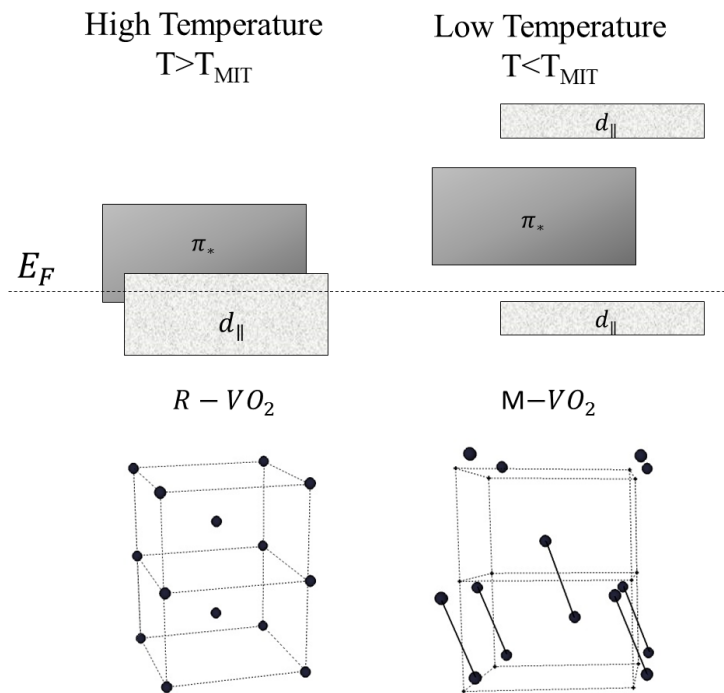 High Temperature
T>T_MIT
Low Temperature
T<T_MIT
d_∥
π_*
π_*
E_F
d_∥
d_∥
R − VO_2
M−VO_2